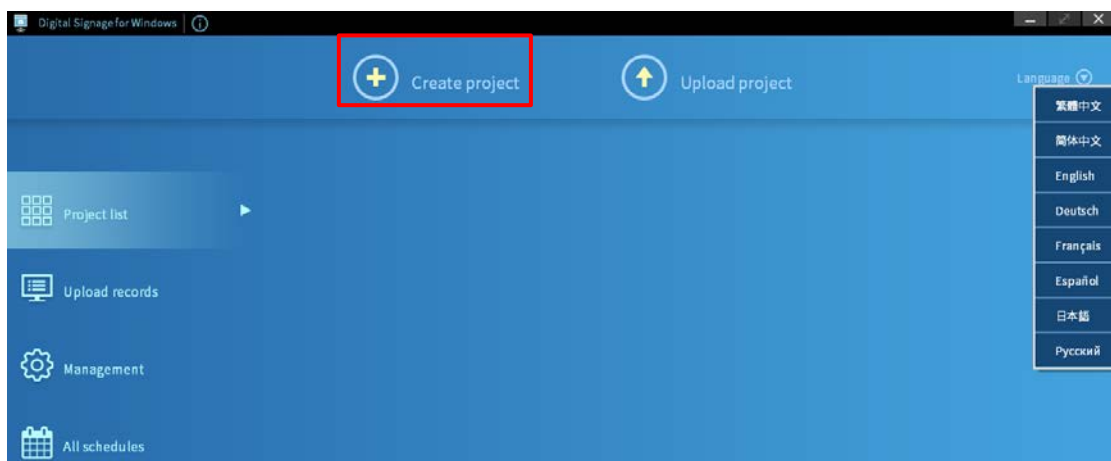 Digital Signage for Windows
Create project
Upload project
Language
繁體中文
简体中文
English
Deutsch
Français
Español
日本語
Русский
Project list
Upload records
Management
All schedules